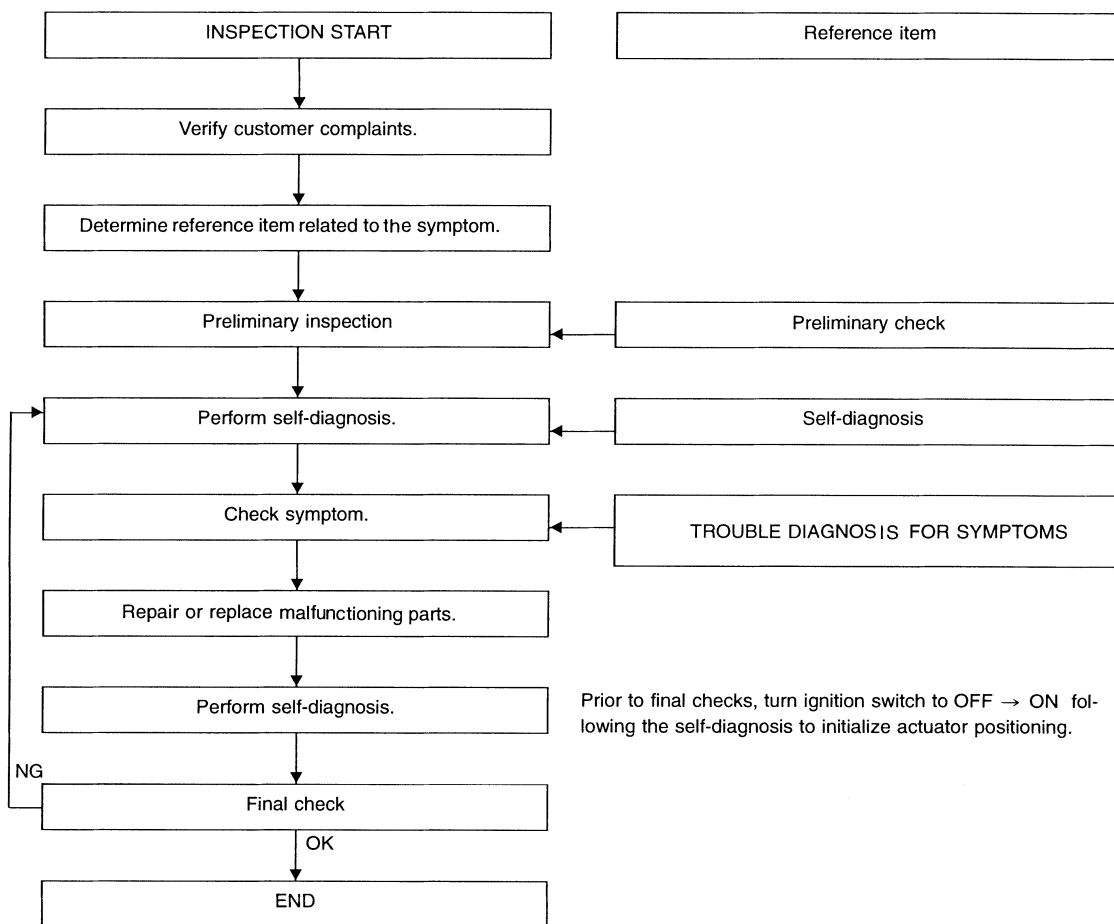 INSPECTION START
Reference item
Verify customer complaints.
Determine reference item related to the symptom.
Preliminary inspection
Preliminary check
Perform self-diagnosis.
Self-diagnosis
Check symptom.
TROUBLE DIAGNOSIS FOR SYMPTOMS
Repair or replace malfunctioning parts.
Perform self-diagnosis.
Prior to final checks, turn ignition switch to OFF → ON fol-
lowing the self-diagnosis to initialize actuator positioning.
NG
Final check
OK
END